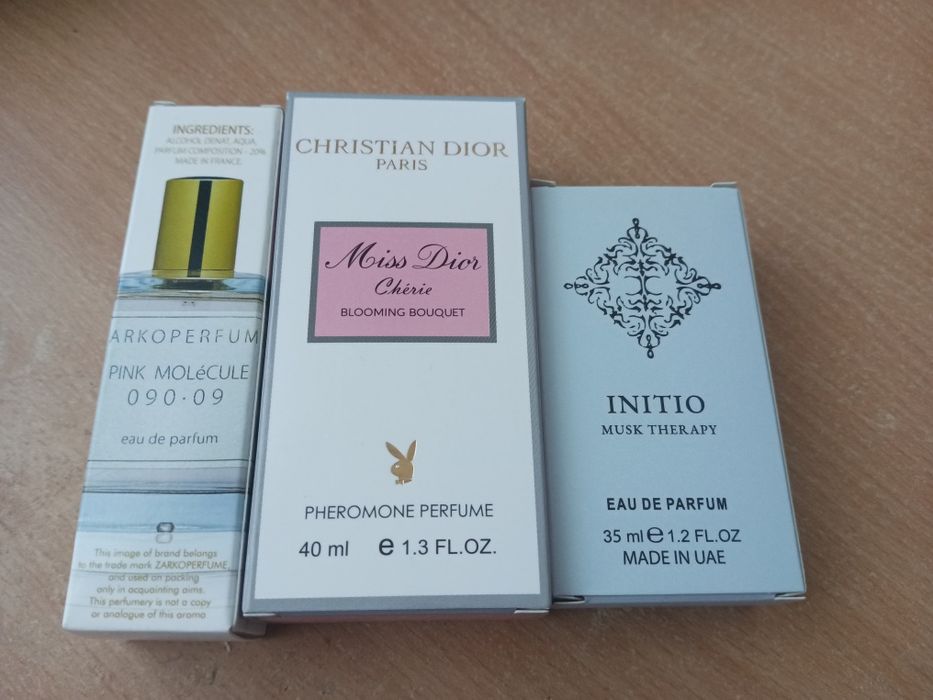 INGREDIENTS:
ALCOHOL DENAT, AQUA,
PARFUM COMPOSITION - 20%
MADE IN FRANCE.
ARKOPERFUM
PINK MOLéCULE
090·09
eau de parfum
This image of brand belongs
to the trade mark ZARKOPERFUME,
and used on packing
only in acquainting aims.
This perfumery is not a copy
or analogue of this aroma
CHRISTIAN DIOR
PARIS
Miss Dior
Chérie
BLOOMING BOUQUET
PHEROMONE PERFUME
40 ml e 1.3 FL.OZ.
INITIO
MUSK THERAPY
EAU DE PARFUM
35 ml e 1.2 FL.OZ
MADE IN UAE